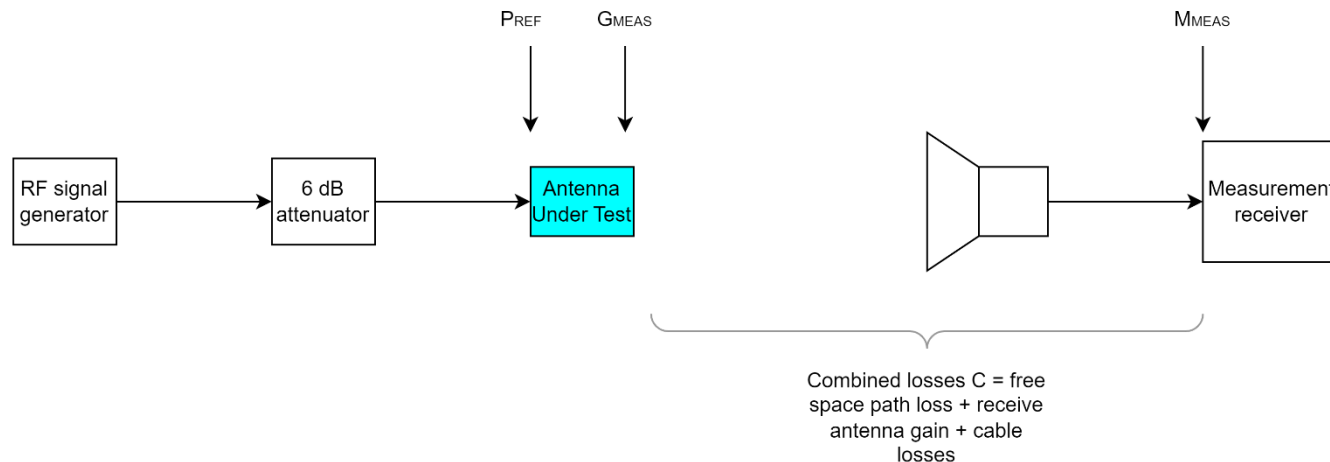 PREF
GMEAS
MMEAS
RF signal
generator
6 dB
attenuator
Antenna
Under Test
Measurement
receiver
Combined losses C = free
space path loss + receive
antenna gain + cable
losses